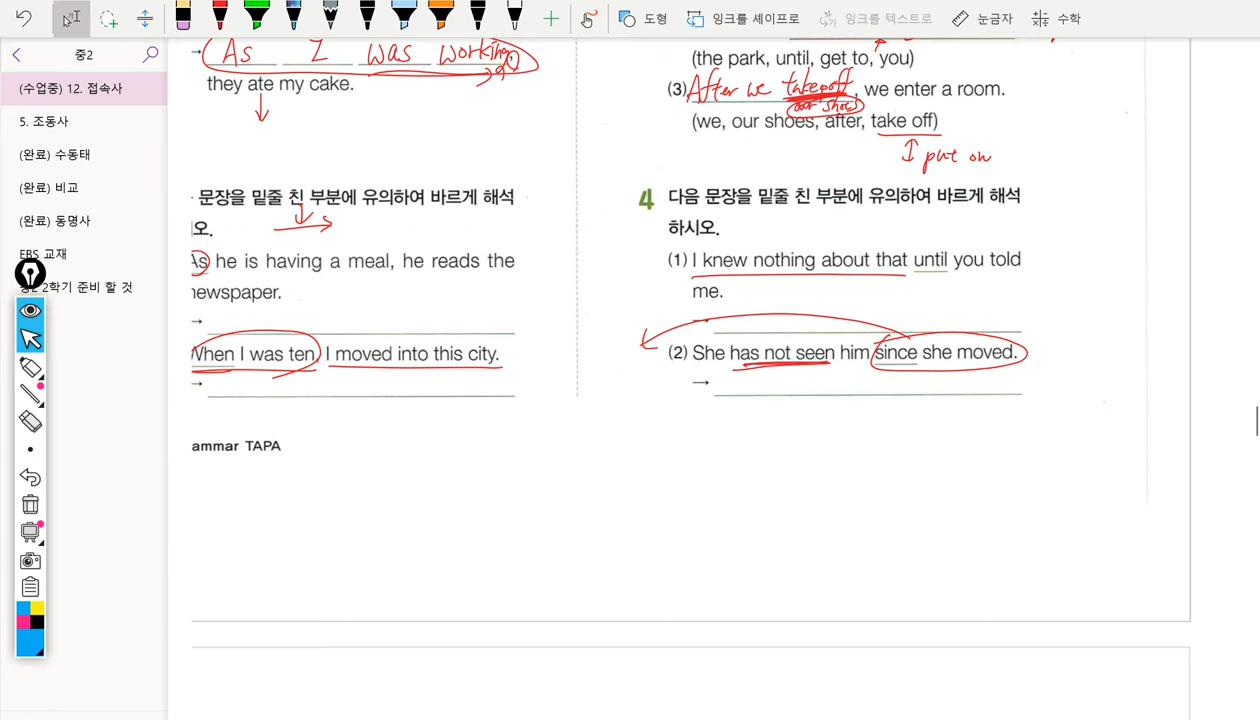 도형
잉크를 셰이프로
잉크를 텍스트로
눈금자
수학
중2
(수업중) 12. 접속사
5. 조동사
(완료) 수동태
(완료) 비교
(완료) 동명사
EBS 교재
중2 2학기 준비 할 것
→ As I was working,
they ate my cake.
문장을 밑줄 친 부분에 유의하여 바르게 해석
오.
As he is having a meal, he reads the
newspaper.
→
When I was ten, I moved into this city.
→
ammar TAPA
(the park, until, get to, you)
(3) After we take off, we enter a room.
our shoes
(we, our shoes, after, take off)
↕ put on
4 다음 문장을 밑줄 친 부분에 유의하여 바르게 해석
하시오.
(1) I knew nothing about that until you told
me.
→
(2) She has not seen him since she moved.
→